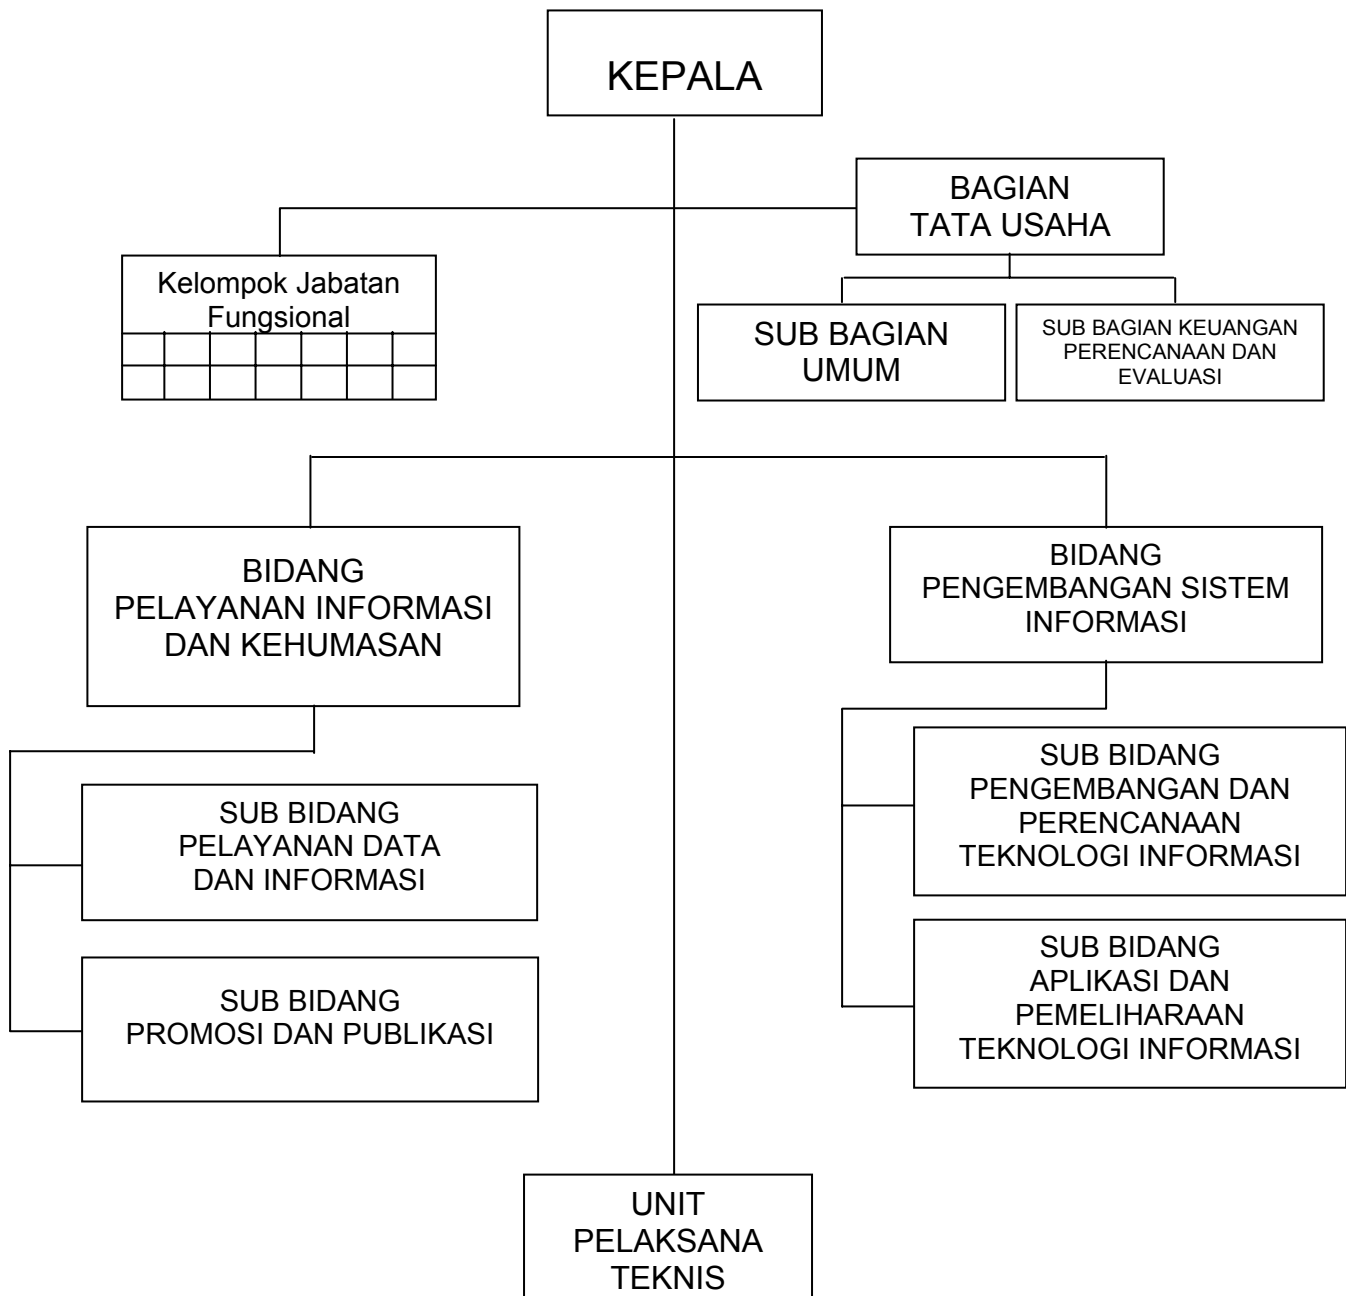 KEPALA
BAGIAN
TATA USAHA
Kelompok Jabatan
Fungsional
SUB BAGIAN
UMUM
SUB BAGIAN KEUANGAN
PERENCANAAN DAN
EVALUASI
BIDANG
PELAYANAN INFORMASI
DAN KEHUMASAN
BIDANG
PENGEMBANGAN SISTEM
INFORMASI
SUB BIDANG
PELAYANAN DATA
DAN INFORMASI
SUB BIDANG
PROMOSI DAN PUBLIKASI
SUB BIDANG
PENGEMBANGAN DAN
PERENCANAAN
TEKNOLOGI INFORMASI
SUB BIDANG
APLIKASI DAN
PEMELIHARAAN
TEKNOLOGI INFORMASI
UNIT
PELAKSANA
TEKNIS